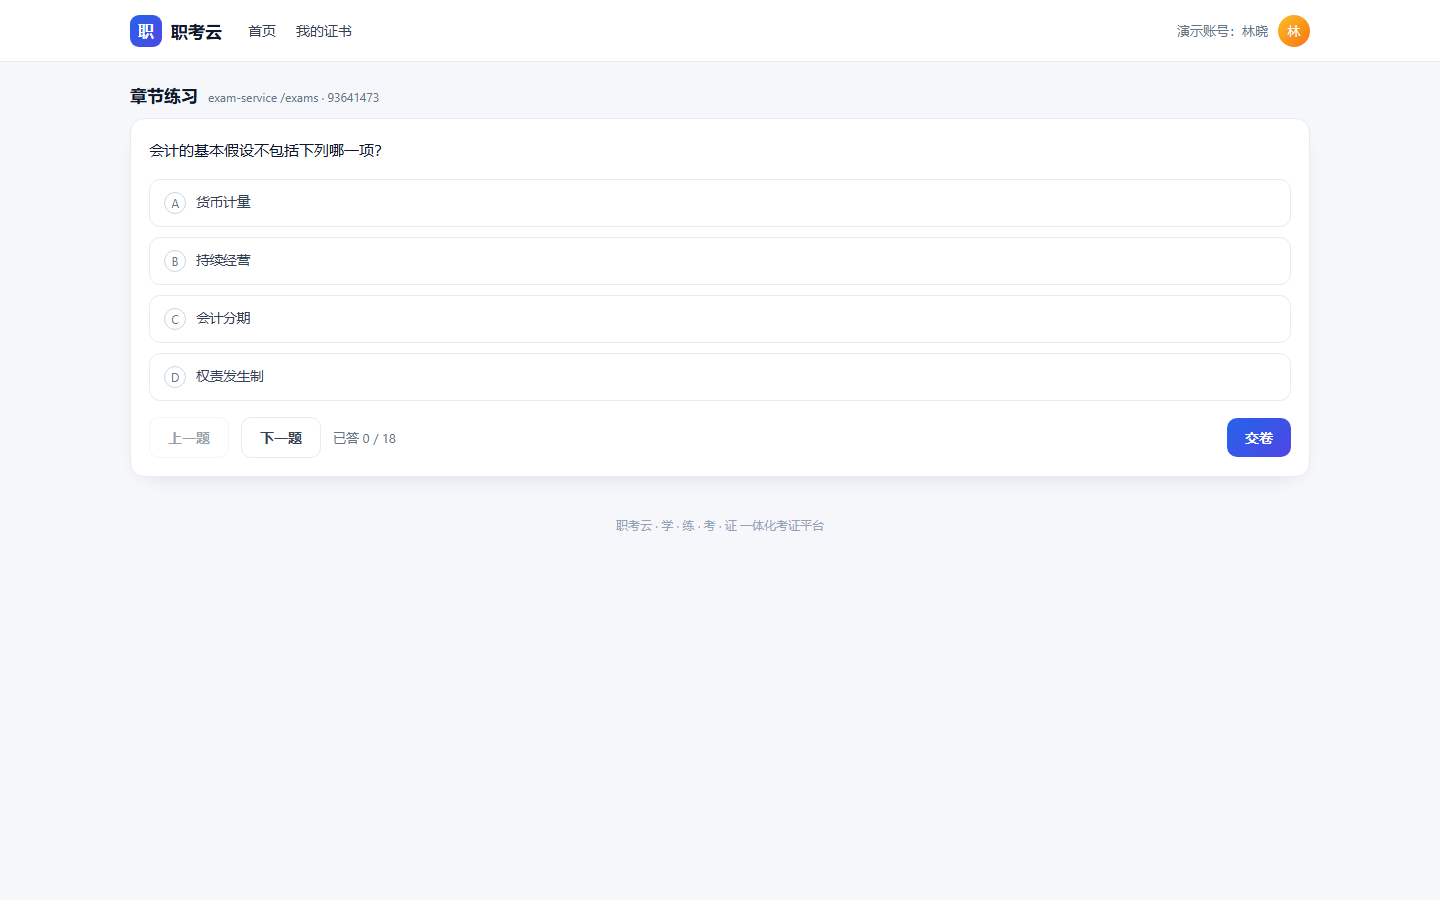 职 职考云 首页 我的证书 演示账号：林晓 林
章节练习 exam-service /exams · 93641473
会计的基本假设不包括下列哪一项？
A 货币计量
B 持续经营
C 会计分期
D 权责发生制
上一题 下一题 已答 0 / 18 交卷
职考云 · 学 · 练 · 考 · 证 一体化考证平台